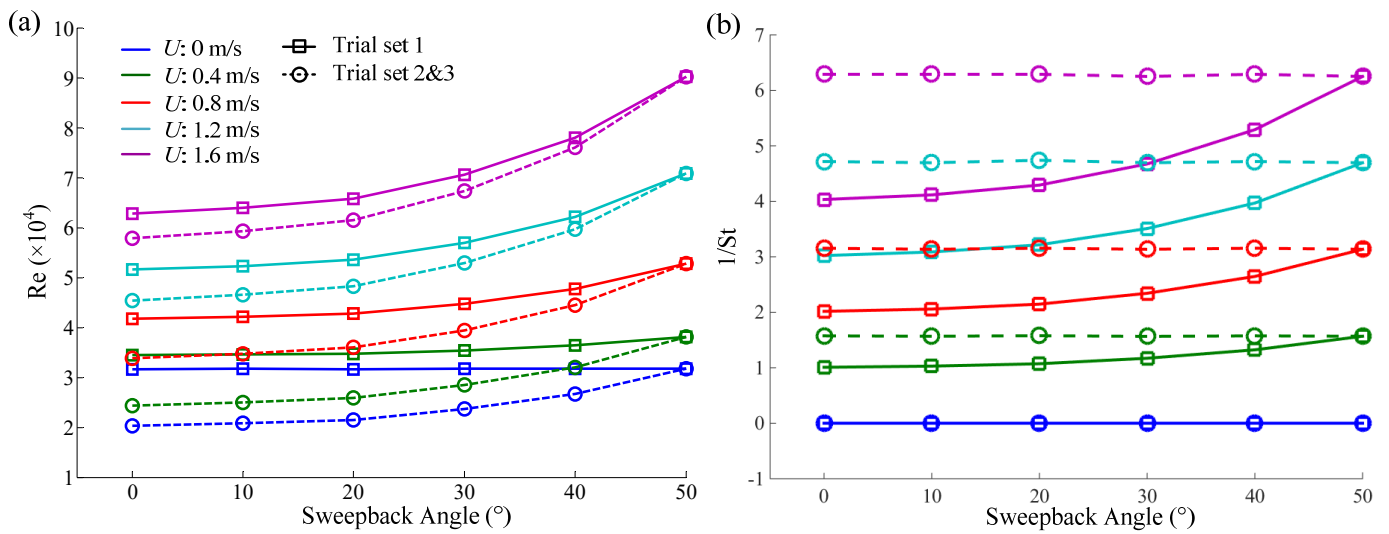 (a)
Re (×10⁴)
10
9
8
7
6
5
4
3
2
1
U: 0 m/s
U: 0.4 m/s
U: 0.8 m/s
U: 1.2 m/s
U: 1.6 m/s
Trial set 1
Trial set 2&3
0 10 20 30 40 50
Sweepback Angle (°)
(b)
1/St
7
6
5
4
3
2
1
0
-1
0 10 20 30 40 50
Sweepback Angle (°)